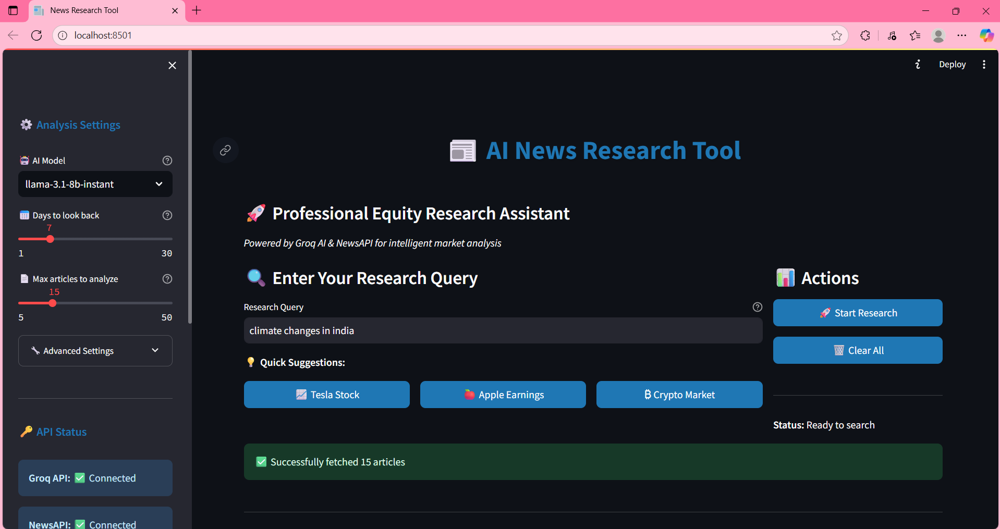 News Research Tool
localhost:8501
Deploy
Analysis Settings
AI Model
llama-3.1-8b-instant
Days to look back
7
1 30
Max articles to analyze
15
5 50
Advanced Settings
API Status
Groq API: ✅ Connected
NewsAPI: ✅ Connected
AI News Research Tool
Professional Equity Research Assistant
Powered by Groq AI & NewsAPI for intelligent market analysis
Enter Your Research Query
Research Query
climate changes in india
Quick Suggestions:
Tesla Stock
Apple Earnings
₿ Crypto Market
Actions
Start Research
Clear All
Status: Ready to search
✅ Successfully fetched 15 articles